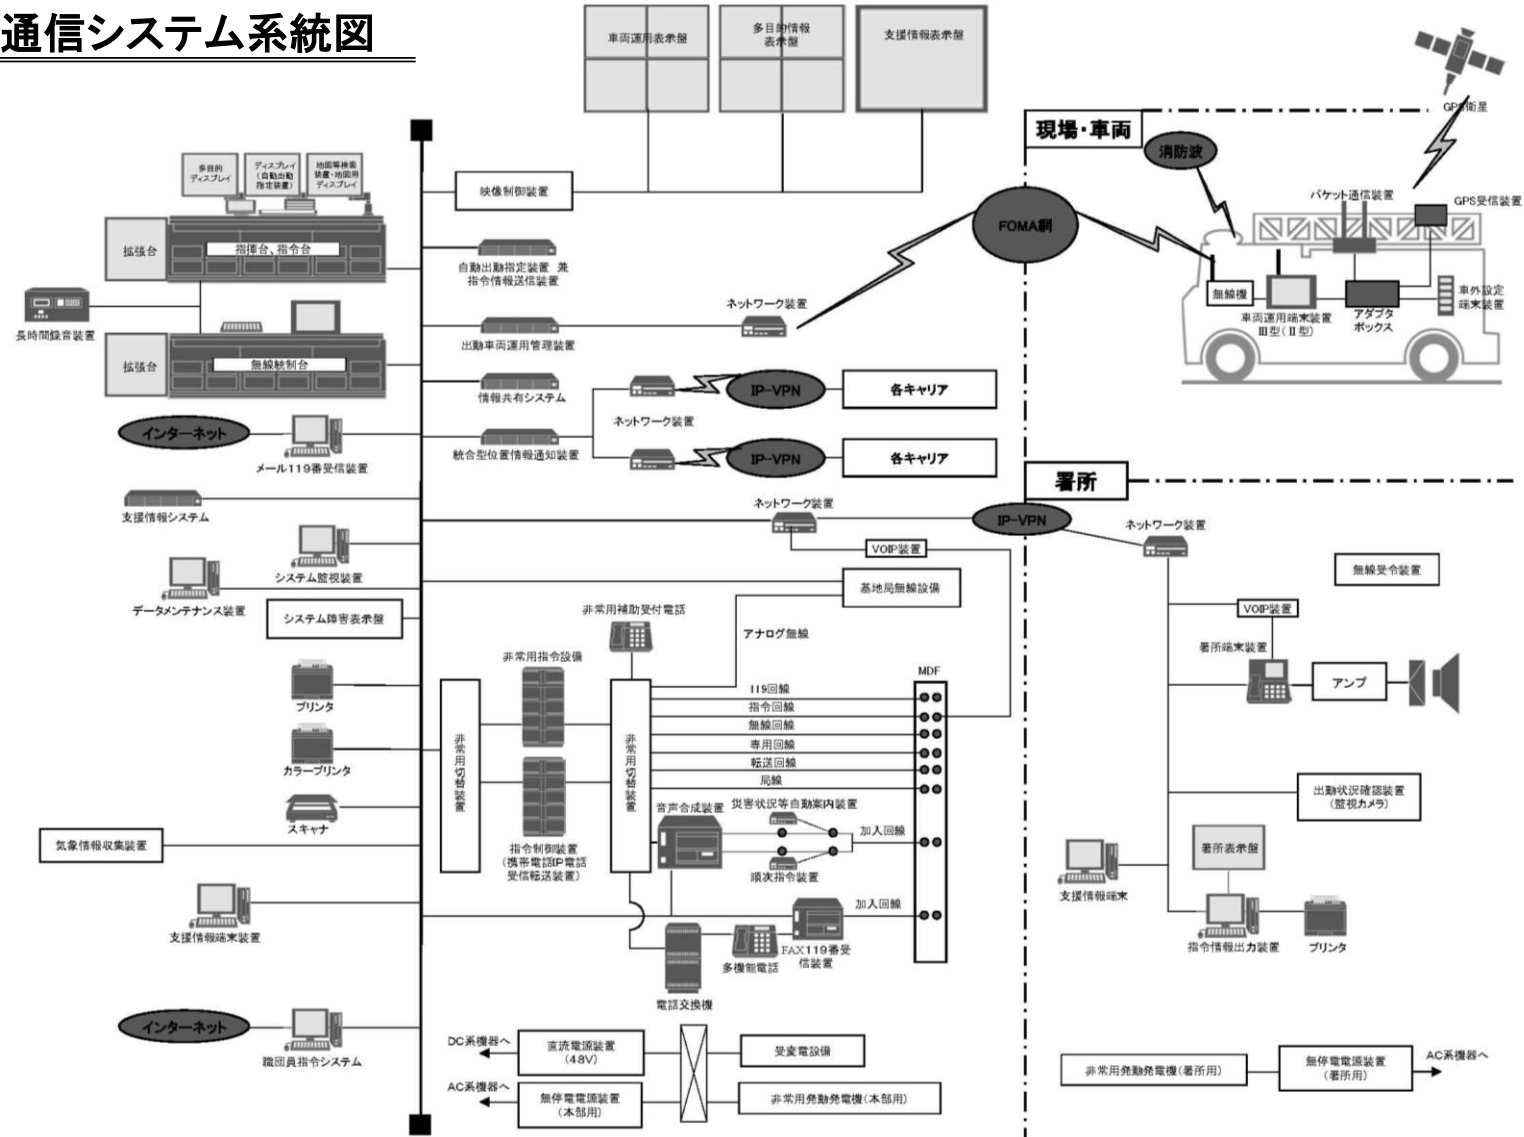 通信システム系統図
車両運用表示盤
多目的情報
表示盤
支援情報表示盤
GPS衛星
現場・車両
消防波
多目的
ディスプレイ
ディスプレイ
(自動出動
指定装置)
地図等検索
装置・地図用
ディスプレイ
映像制御装置
パケット通信装置
GPS受信装置
FOMA網
拡張台
指揮台、指令台
自動出動指定装置 兼
指令情報送信装置
無線機
車両運用端末装置
Ⅲ型(Ⅱ型)
アダプタ
ボックス
車外設定
端末装置
長時間録音装置
ネットワーク装置
出動車両運用管理装置
拡張台
無線統制台
情報共有システム
IP-VPN
各キャリア
ネットワーク装置
インターネット
メール119番受信装置
統合型位置情報通知装置
IP-VPN
各キャリア
署所
支援情報システム
ネットワーク装置
IP-VPN
ネットワーク装置
VOIP装置
無線受令装置
システム監視装置
データメンテナンス装置
基地局無線設備
システム障害表示盤
非常用補助受付電話
アナログ無線
VOIP装置
署所端末装置
アンプ
非常用指令設備
MDF
プリンタ
119回線
指令回線
無線回線
専用回線
転送回線
局線
非常用切替装置
非常用切替装置
カラープリンタ
スキャナ
音声合成装置
災害状況等自動案内装置
加入回線
順次指令装置
指令制御装置
(携帯電話IP電話
受信転送装置)
出動状況確認装置
(監視カメラ)
気象情報収集装置
署所表示盤
支援情報端末
支援情報端末装置
加入回線
指令情報出力装置
プリンタ
多機能電話
FAX119番受
信装置
電話交換機
インターネット
職団員指令システム
DC系機器へ
直流電源装置
(48V)
受変電設備
AC系機器へ
無停電電源装置
(本部用)
非常用発動発電機(本部用)
非常用発動発電機(署所用)
無停電電源装置
(署所用)
AC系機器へ